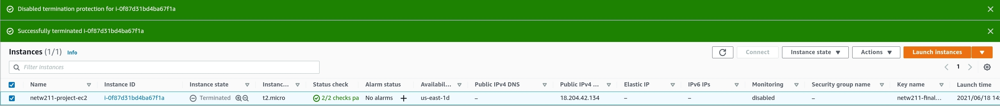 Disabled termination protection for i-0f87d31bd4ba67f1a
Successfully terminated i-0f87d31bd4ba67f1a
Instances (1/1) Info Connect Instance state Actions Launch instances
Filter instances 1
Name Instance ID Instance state Instanc... Status check Alarm status Availabil... Public IPv4 DNS Public IPv4 ... Elastic IP IPv6 IPs Monitoring Security group name Key name Launch time
netw211-project-ec2 i-0f87d31bd4ba67f1a Terminated t2.micro 2/2 checks pa No alarms + us-east-1d – 18.204.42.134 – – disabled – netw211-final... 2021/06/18 14: